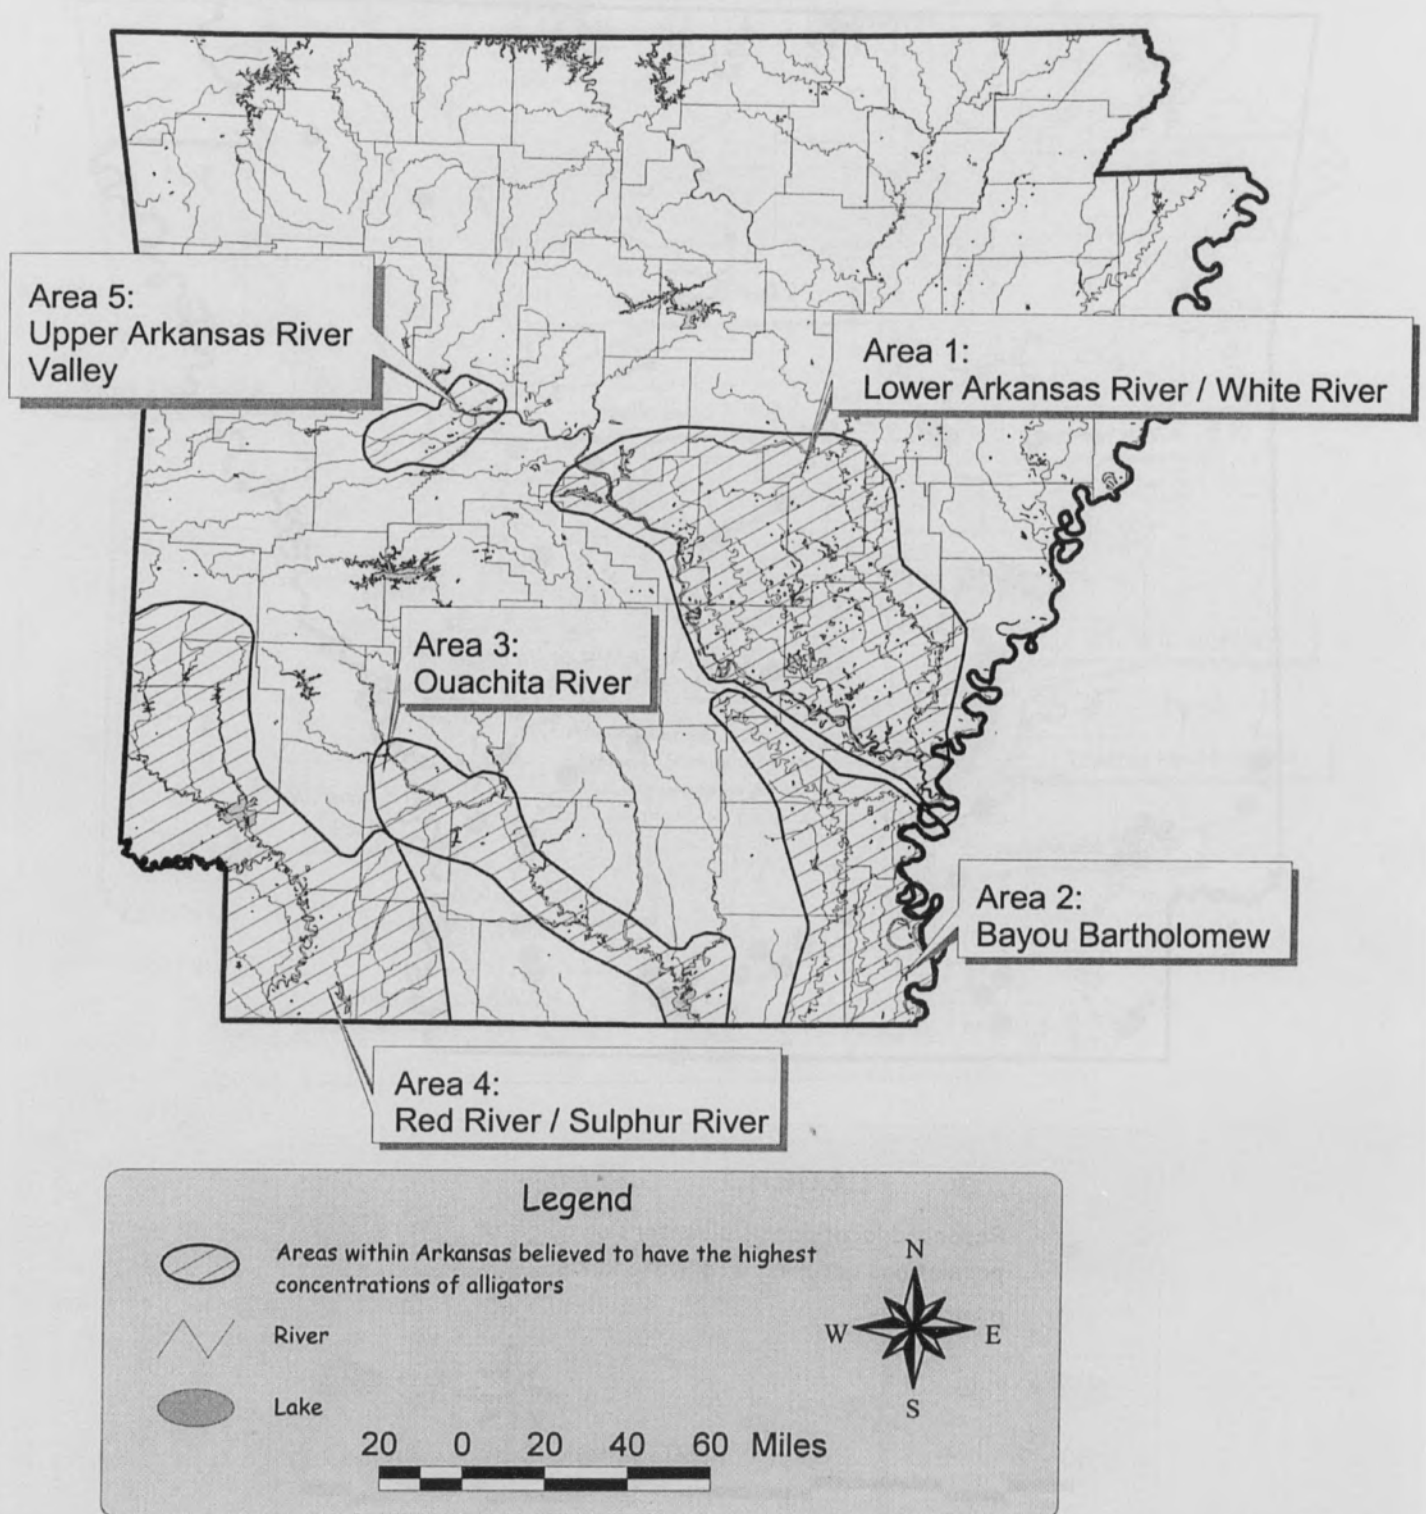 Area 5:
Upper Arkansas River
Valley
Area 1:
Lower Arkansas River / White River
Area 3:
Ouachita River
Area 2:
Bayou Bartholomew
Area 4:
Red River / Sulphur River
Legend
Areas within Arkansas believed to have the highest
concentrations of alligators
River
Lake
N
W E
S
20 0 20 40 60 Miles